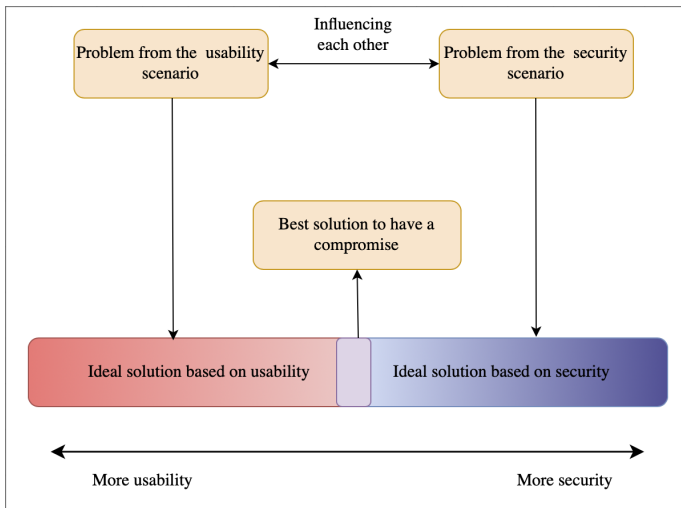 Influencing
each other
Problem from the usability
scenario
Problem from the security
scenario
Best solution to have a
compromise
Ideal solution based on usability
Ideal solution based on security
More usability
More security